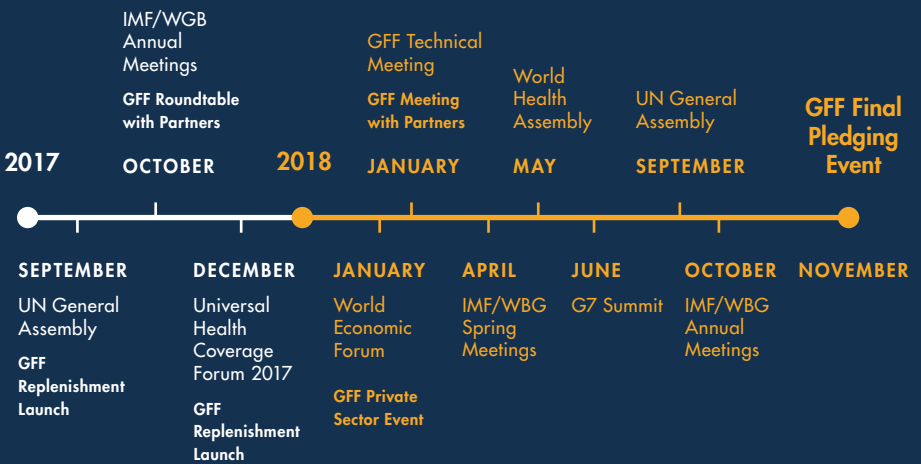 IMF/WGB
Annual
Meetings
GFF Roundtable
with Partners
GFF Technical
Meeting
GFF Meeting
with Partners
World
Health
Assembly
UN General
Assembly
GFF Final
Pledging
Event
2017
OCTOBER
2018
JANUARY
MAY
SEPTEMBER
SEPTEMBER
UN General
Assembly
GFF
Replenishment
Launch
DECEMBER
Universal
Health
Coverage
Forum 2017
GFF
Replenishment
Launch
JANUARY
World
Economic
Forum
GFF Private
Sector Event
APRIL
IMF/WBG
Spring
Meetings
JUNE
G7 Summit
OCTOBER
IMF/WBG
Annual
Meetings
NOVEMBER